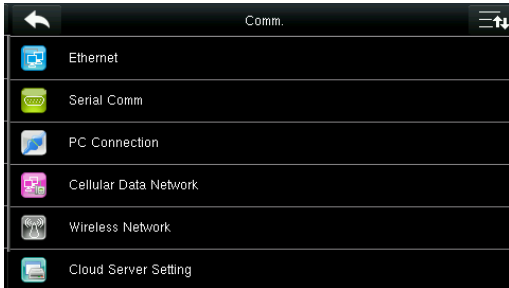 Comm.
Ethernet
Serial Comm
PC Connection
Cellular Data Network
Wireless Network
Cloud Server Setting